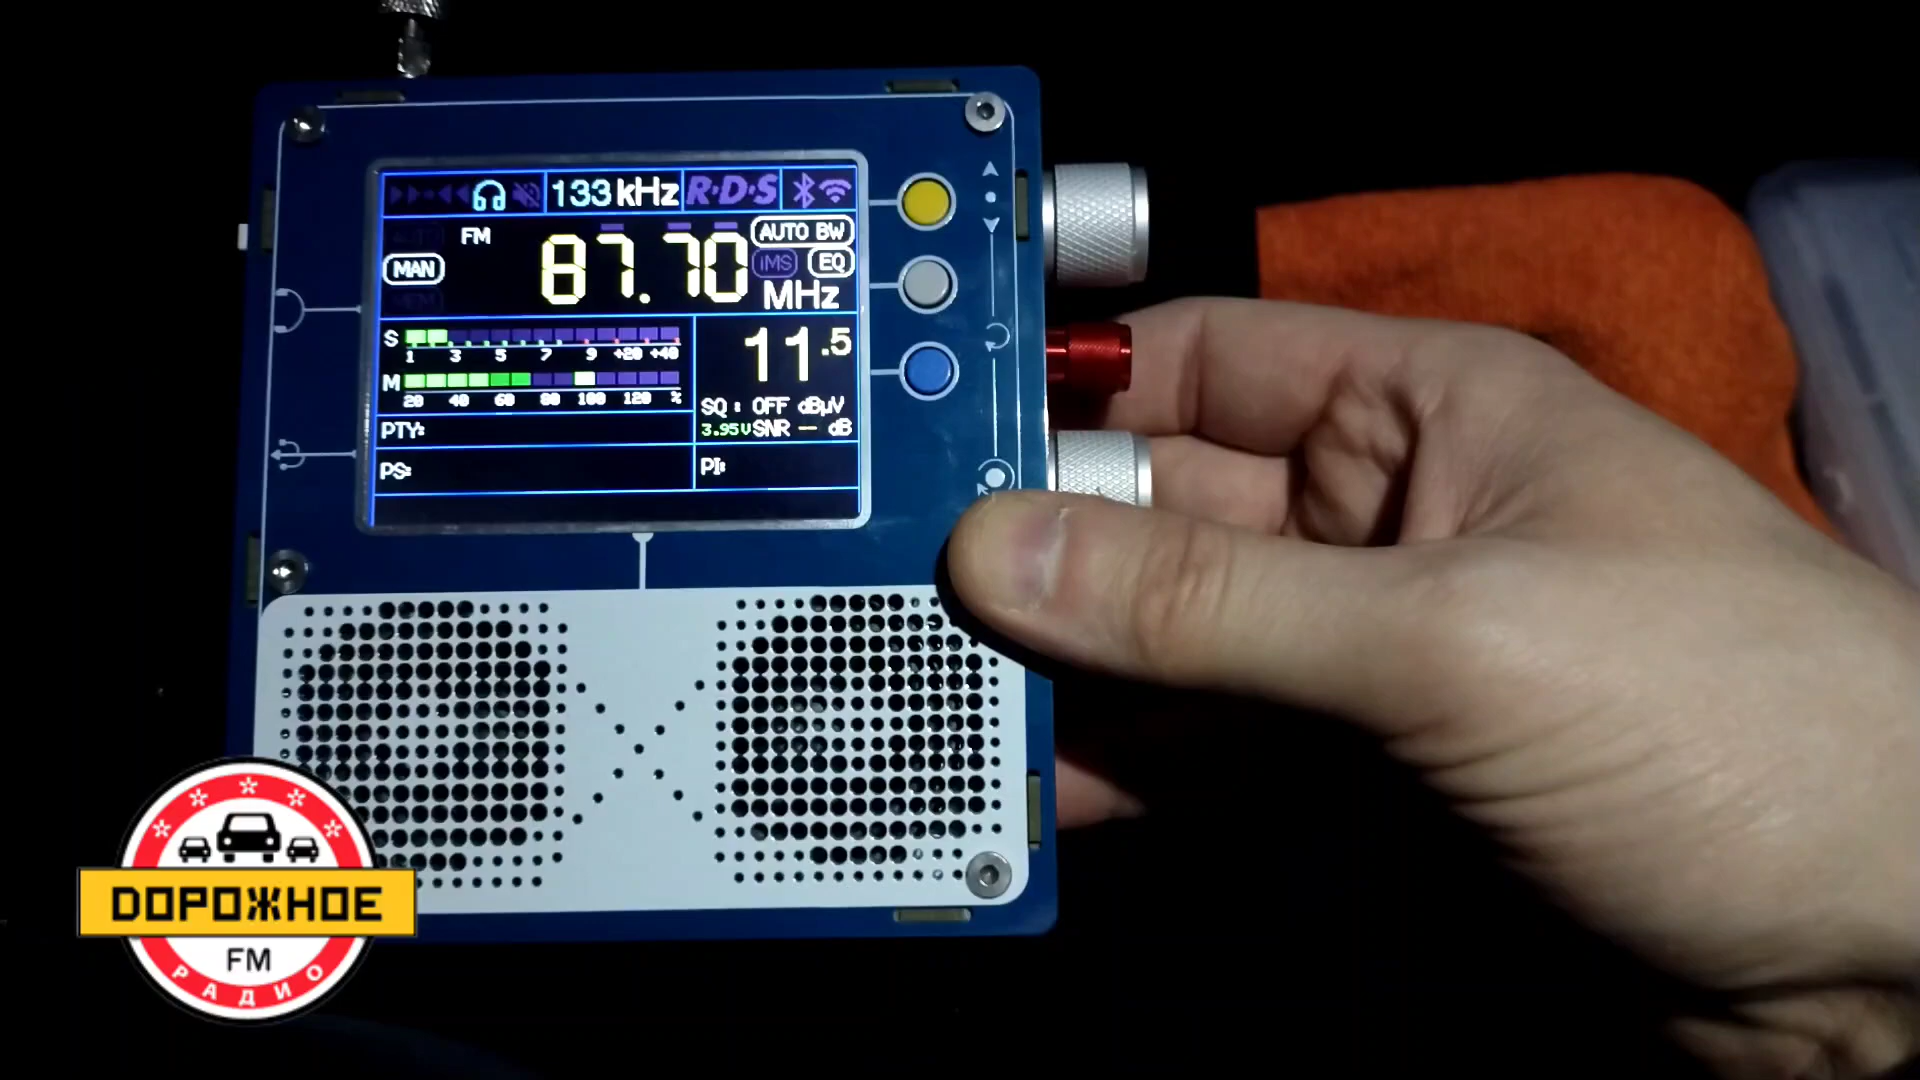 133 kHz R·D·S
FM 87.70 MHz AUTO BW
MAN iMS EQ
S 1 3 5 7 9 +20 +40
11.5
M 20 40 60 80 100 120 %
SQ: OFF dBµV
3.95V SNR -- dB
PTY:
PS: PI:
ДОРОЖНОЕ
FM
РАДИО